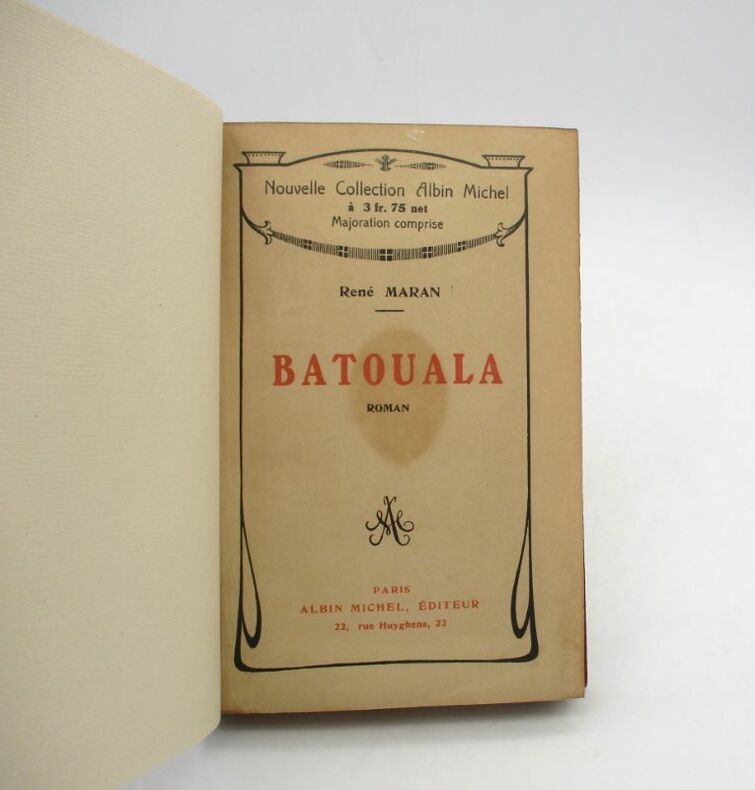 Nouvelle Collection Albin Michel
à 3 fr. 75 net
Majoration comprise
René MARAN
BATOUALA
ROMAN
AM
PARIS
ALBIN MICHEL, ÉDITEUR
22, rue Huyghens, 22